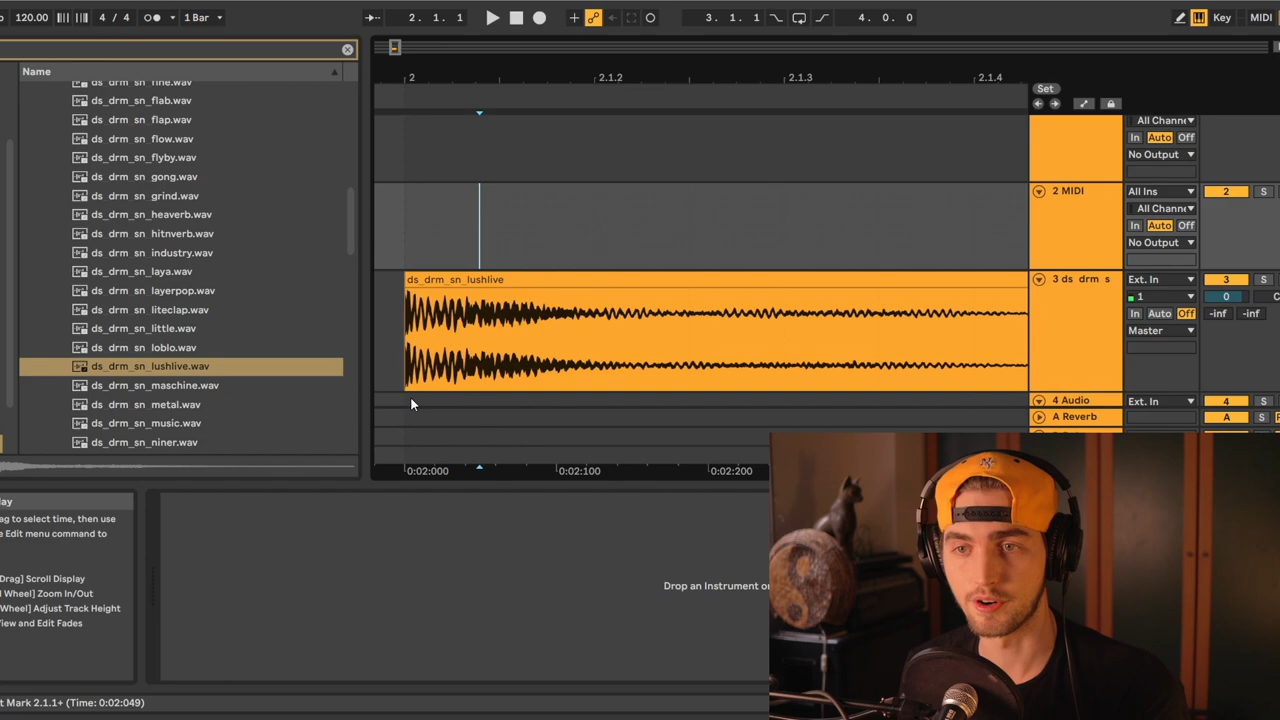 120.00 4 / 4 1 Bar 2. 1. 1 3. 1. 1 4. 0. 0 Key MIDI
Name
ds_drm_sn_fine.wav
ds_drm_sn_flab.wav
ds_drm_sn_flap.wav
ds_drm_sn_flow.wav
ds_drm_sn_flyby.wav
ds_drm_sn_gong.wav
ds_drm_sn_grind.wav
ds_drm_sn_heaverb.wav
ds_drm_sn_hitnverb.wav
ds_drm_sn_industry.wav
ds_drm_sn_laya.wav
ds_drm_sn_layerpop.wav
ds_drm_sn_liteclap.wav
ds_drm_sn_little.wav
ds_drm_sn_loblo.wav
ds_drm_sn_lushlive.wav
ds_drm_sn_maschine.wav
ds_drm_sn_metal.wav
ds_drm_sn_music.wav
ds_drm_sn_niner.wav
2 2.1.2 2.1.3 2.1.4
Set
ds_drm_sn_lushlive
0:02:000 0:02:100 0:02:200
All Channe
In Auto Off
No Output
2 MIDI All Ins 2 S
All Channe
In Auto Off
No Output
3 ds_drm_s Ext. In 3 S
1 0 C
In Auto Off -inf -inf
Master
4 Audio Ext. In 4 S
A Reverb A S
lay
ag to select time, then use
e Edit menu command to
Drag] Scroll Display
l Wheel] Zoom In/Out
Wheel] Adjust Track Height
View and Edit Fades
Drop an Instrument or
t Mark 2.1.1+ (Time: 0:02:049)